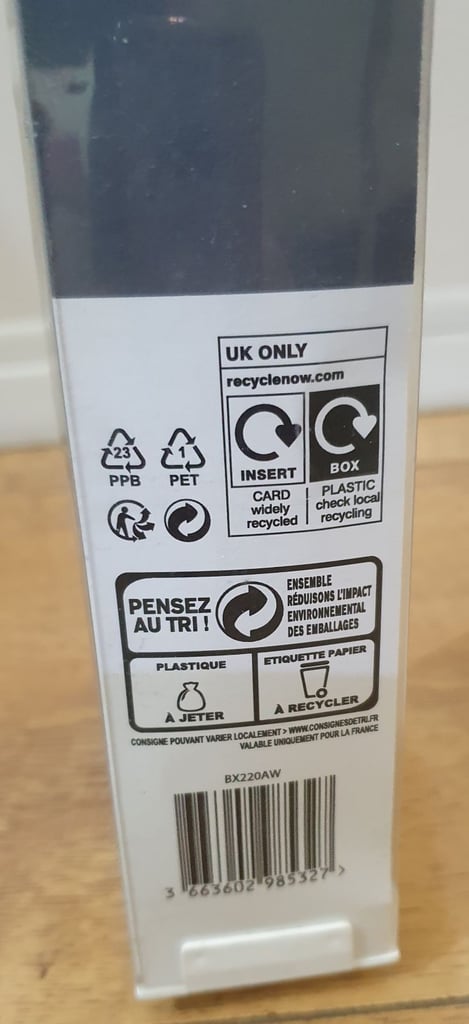 UK ONLY
recyclenow.com
INSERT
BOX
CARD
widely
recycled
PLASTIC
check local
recycling
23
PPB
1
PET
PENSEZ
AU TRI !
ENSEMBLE
RÉDUISONS L'IMPACT
ENVIRONNEMENTAL
DES EMBALLAGES
PLASTIQUE
À JETER
ETIQUETTE PAPIER
À RECYCLER
CONSIGNE POUVANT VARIER LOCALEMENT > WWW.CONSIGNESDETRI.FR
VALABLE UNIQUEMENT POUR LA FRANCE
BX220AW
3 663602 985327 >